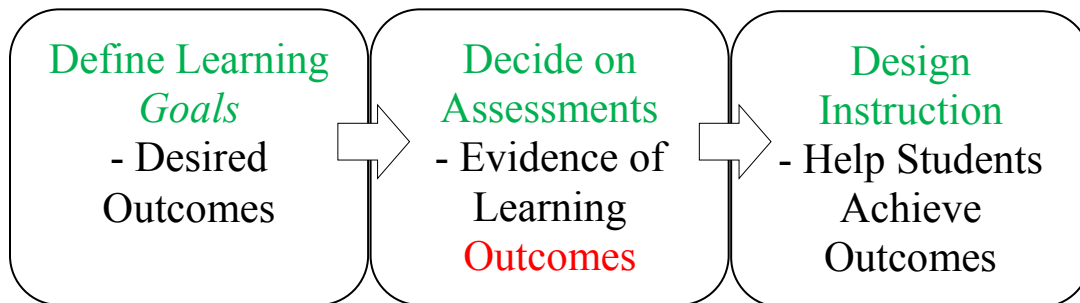 Define Learning
Goals
- Desired
Outcomes
Decide on
Assessments
- Evidence of
Learning
Outcomes
Design
Instruction
- Help Students
Achieve
Outcomes